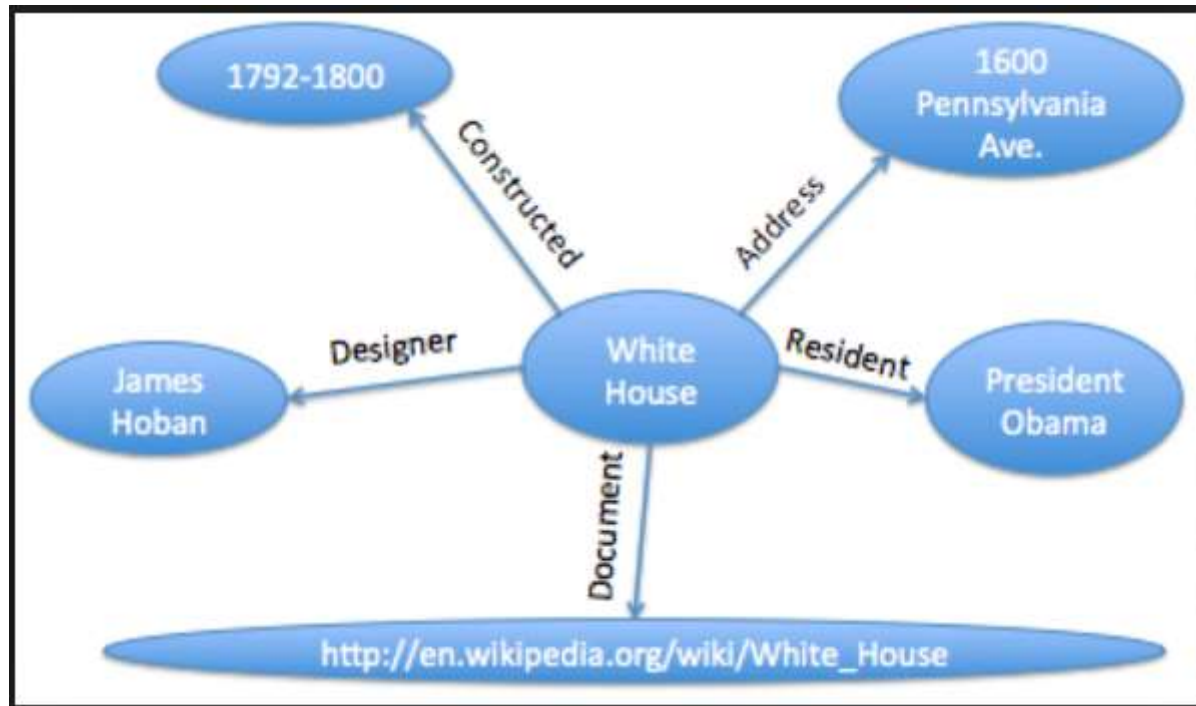 1792-1800
1600
Pennsylvania
Ave.
Constructed
Address
Designer
White
House
Resident
James
Hoban
President
Obama
Document
http://en.wikipedia.org/wiki/White_House